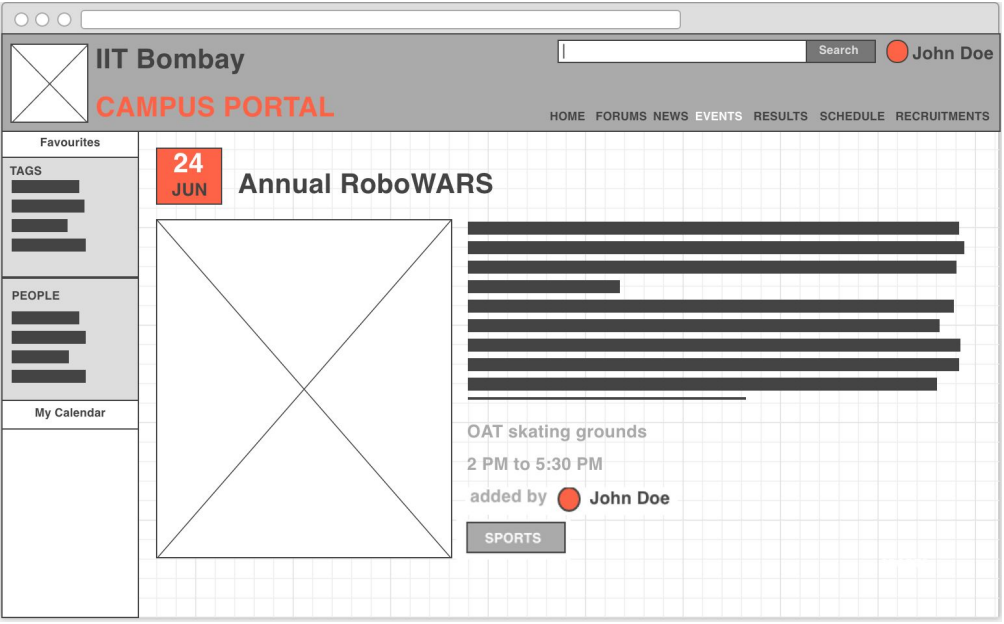 IIT Bombay
CAMPUS PORTAL
Search
John Doe
HOME FORUMS NEWS EVENTS RESULTS SCHEDULE RECRUITMENTS
Favourites
TAGS
PEOPLE
My Calendar
24
JUN
Annual RoboWARS
OAT skating grounds
2 PM to 5:30 PM
added by John Doe
SPORTS